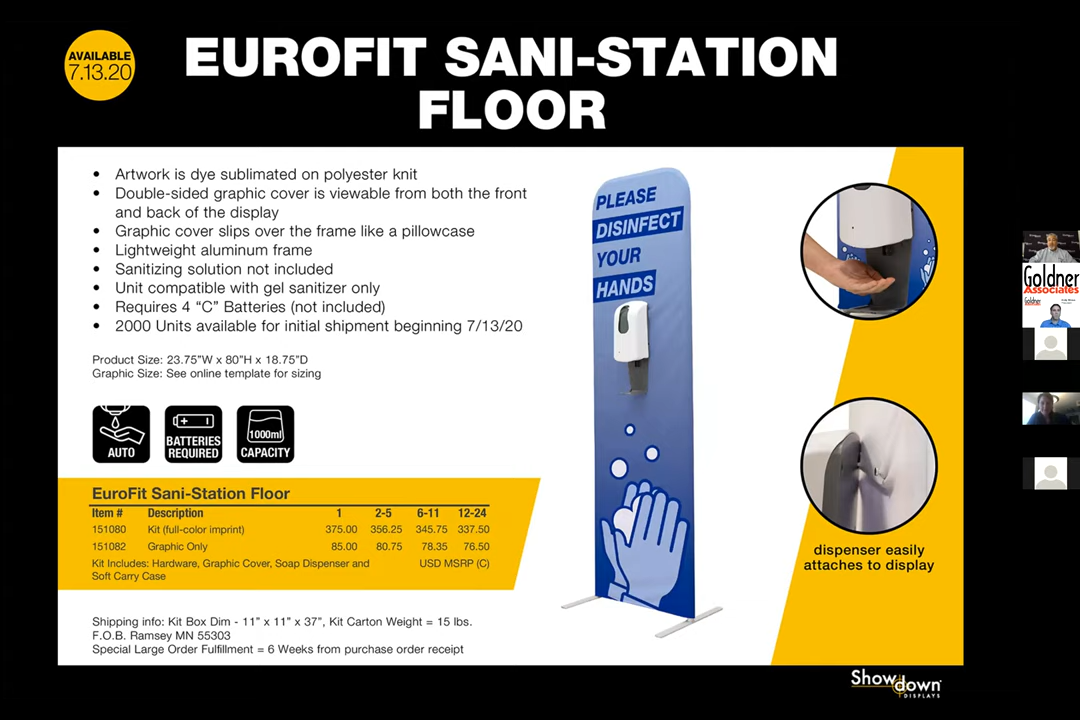 AVAILABLE
7.13.20
EUROFIT SANI-STATION
FLOOR
• Artwork is dye sublimated on polyester knit
• Double-sided graphic cover is viewable from both the front
and back of the display
• Graphic cover slips over the frame like a pillowcase
• Lightweight aluminum frame
• Sanitizing solution not included
• Unit compatible with gel sanitizer only
• Requires 4 “C” Batteries (not included)
• 2000 Units available for initial shipment beginning 7/13/20
Product Size: 23.75”W x 80”H x 18.75”D
Graphic Size: See online template for sizing
AUTO
BATTERIES
REQUIRED
1000ml
CAPACITY
EuroFit Sani-Station Floor
Item # Description 1 2-5 6-11 12-24
151080 Kit (full-color imprint) 375.00 356.25 345.75 337.50
151082 Graphic Only 85.00 80.75 78.35 76.50
Kit Includes: Hardware, Graphic Cover, Soap Dispenser and USD MSRP (C)
Soft Carry Case
Shipping info: Kit Box Dim - 11” x 11” x 37”, Kit Carton Weight = 15 lbs.
F.O.B. Ramsey MN 55303
Special Large Order Fulfillment = 6 Weeks from purchase order receipt
PLEASE
DISINFECT
YOUR
HANDS
dispenser easily
attaches to display
Goldner
Associates
Goldner
Showdown
DISPLAYS